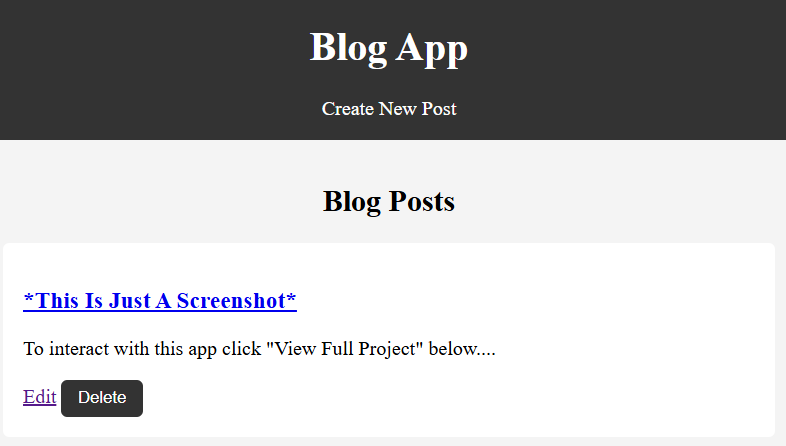 Blog App
Create New Post
Blog Posts
*This Is Just A Screenshot*
To interact with this app click "View Full Project" below....
Edit Delete